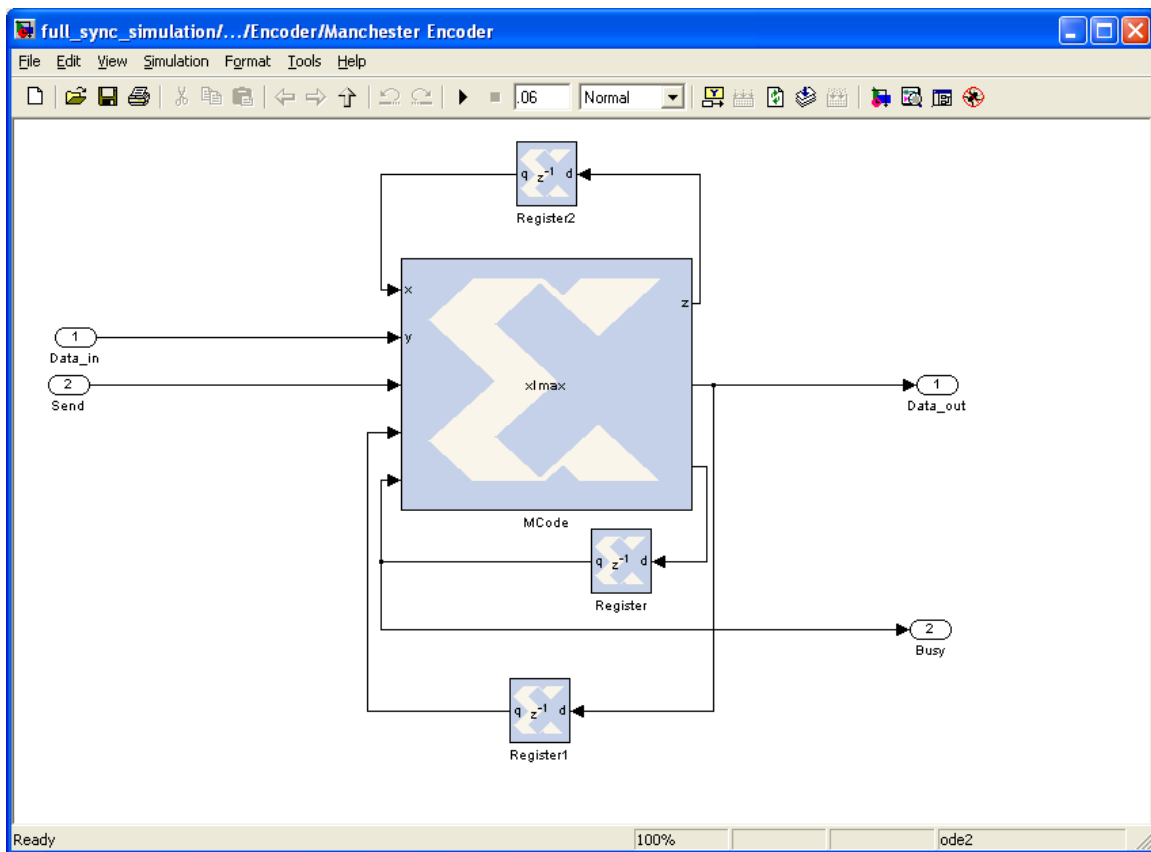 full_sync_simulation/.../Encoder/Manchester Encoder
File Edit View Simulation Format Tools Help
.06 Normal
q z-1 d
Register2
x
z
1
y
Data_in
2
xlmax
1
Send
Data_out
MCode
q z-1 d
Register
2
Busy
q z-1 d
Register1
Ready 100% ode2